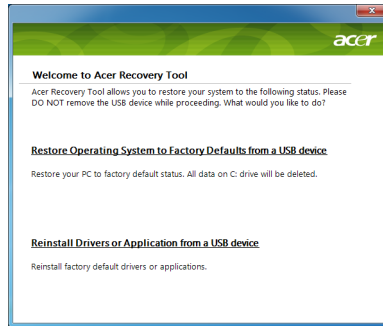 acer
Welcome to Acer Recovery Tool
Acer Recovery Tool allows you to restore your system to the following status. Please
DO NOT remove the USB device while proceeding. What would you like to do?
Restore Operating System to Factory Defaults from a USB device
Restore your PC to factory default status. All data on C: drive will be deleted.
Reinstall Drivers or Application from a USB device
Reinstall factory default drivers or applications.